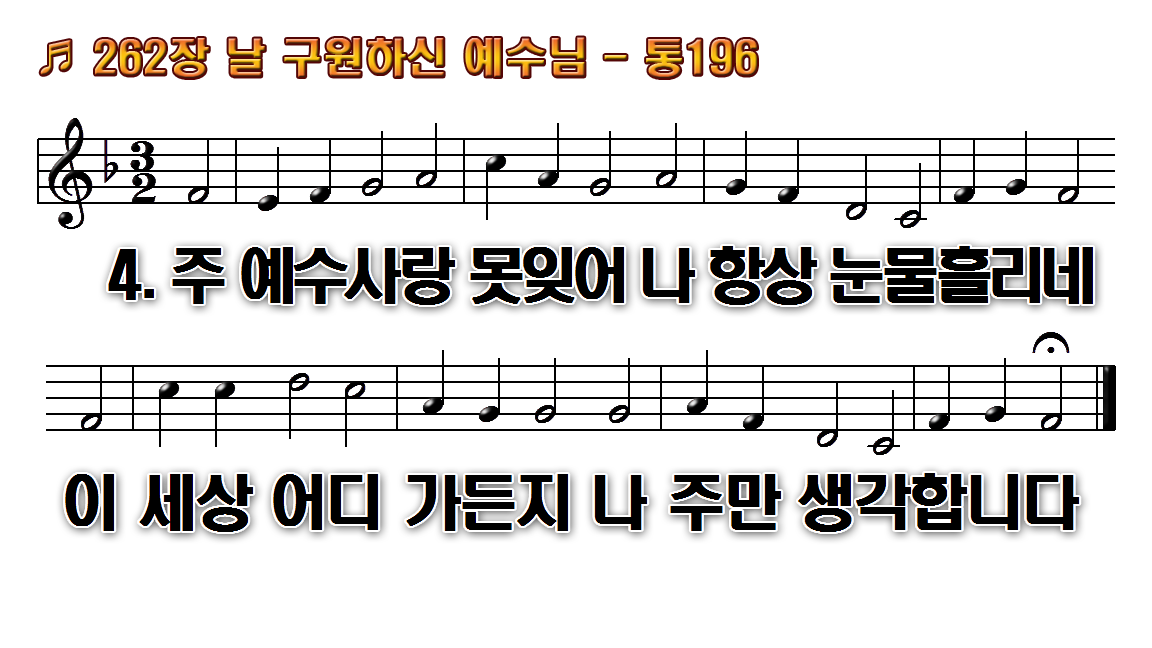 ♬ 262장 날 구원하신 예수님 - 통196
3
2
4. 주 예수사랑 못잊어 나 항상 눈물흘리네
이 세상 어디 가든지 나 주만 생각합니다